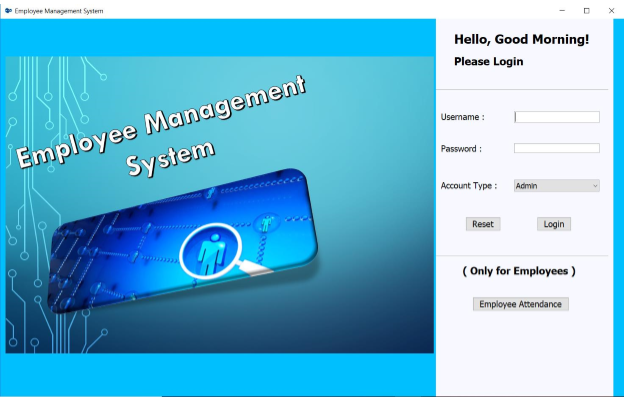 Employee Management System
Hello, Good Morning!
Please Login
Employee Management
System
Username :
Password :
Account Type :
Admin
Reset
Login
( Only for Employees )
Employee Attendance